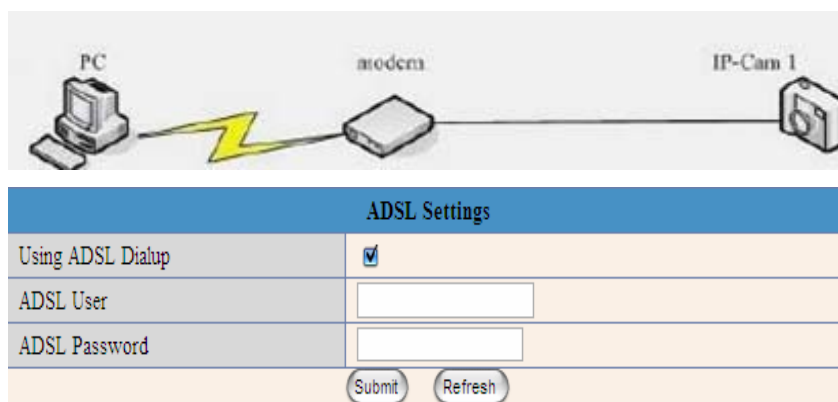 PC modem IP-Cam 1
ADSL Settings
Using ADSL Dialup
ADSL User
ADSL Password
Submit Refresh